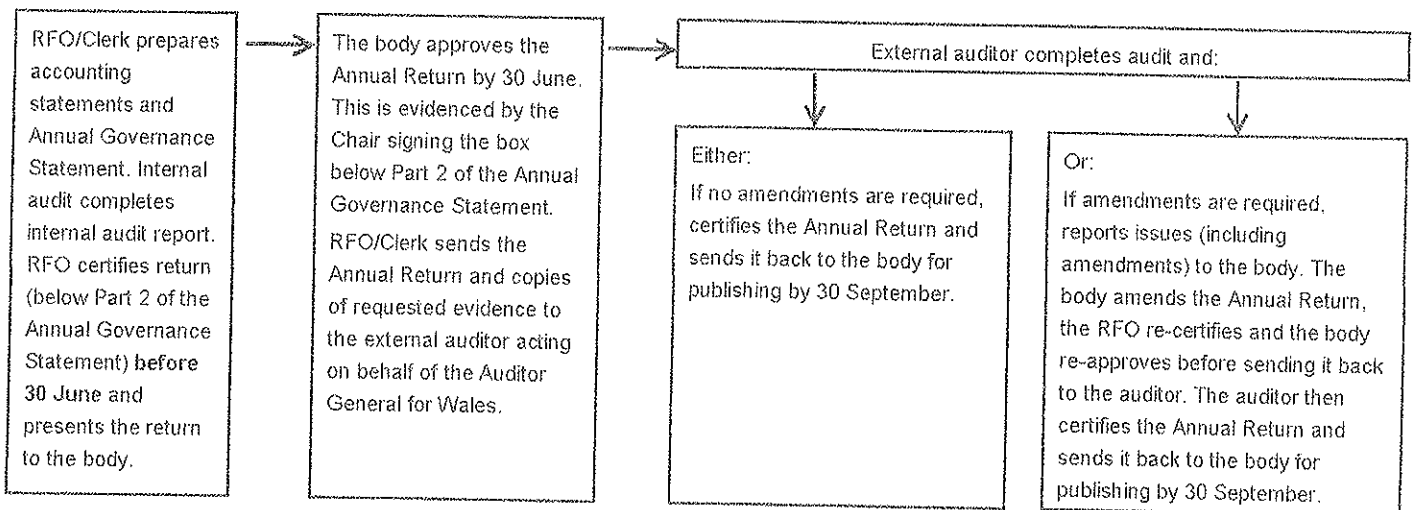 RFO/Clerk prepares
accounting
statements and
Annual Governance
Statement. Internal
audit completes
internal audit report.
RFO certifies return
(below Part 2 of the
Annual Governance
Statement) before
30 June and
presents the return
to the body.
The body approves the
Annual Return by 30 June.
This is evidenced by the
Chair signing the box
below Part 2 of the Annual
Governance Statement.
RFO/Clerk sends the
Annual Return and copies
of requested evidence to
the external auditor acting
on behalf of the Auditor
General for Wales.
External auditor completes audit and:
Either:
If no amendments are required,
certifies the Annual Return and
sends it back to the body for
publishing by 30 September.
Or:
If amendments are required,
reports issues (including
amendments) to the body. The
body amends the Annual Return,
the RFO re-certifies and the body
re-approves before sending it back
to the auditor. The auditor then
certifies the Annual Return and
sends it back to the body for
publishing by 30 September.